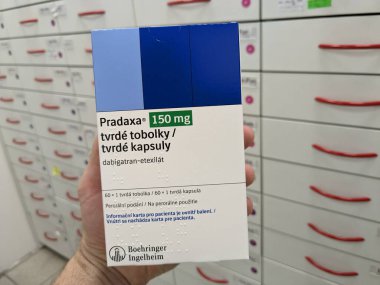 Pradaxa® 150 mg
tvrdé tobolky /
tvrdé kapsuly
dabigatran-etexilát
60 × 1 tvrdá tobolka / 60 × 1 tvrdá kapsula
Perorální podání / Na perorálne použitie
Informační karta pro pacienta je uvnitř balení. /
Vnútri sa nachádza karta pre pacienta.
Boehringer
Ingelheim